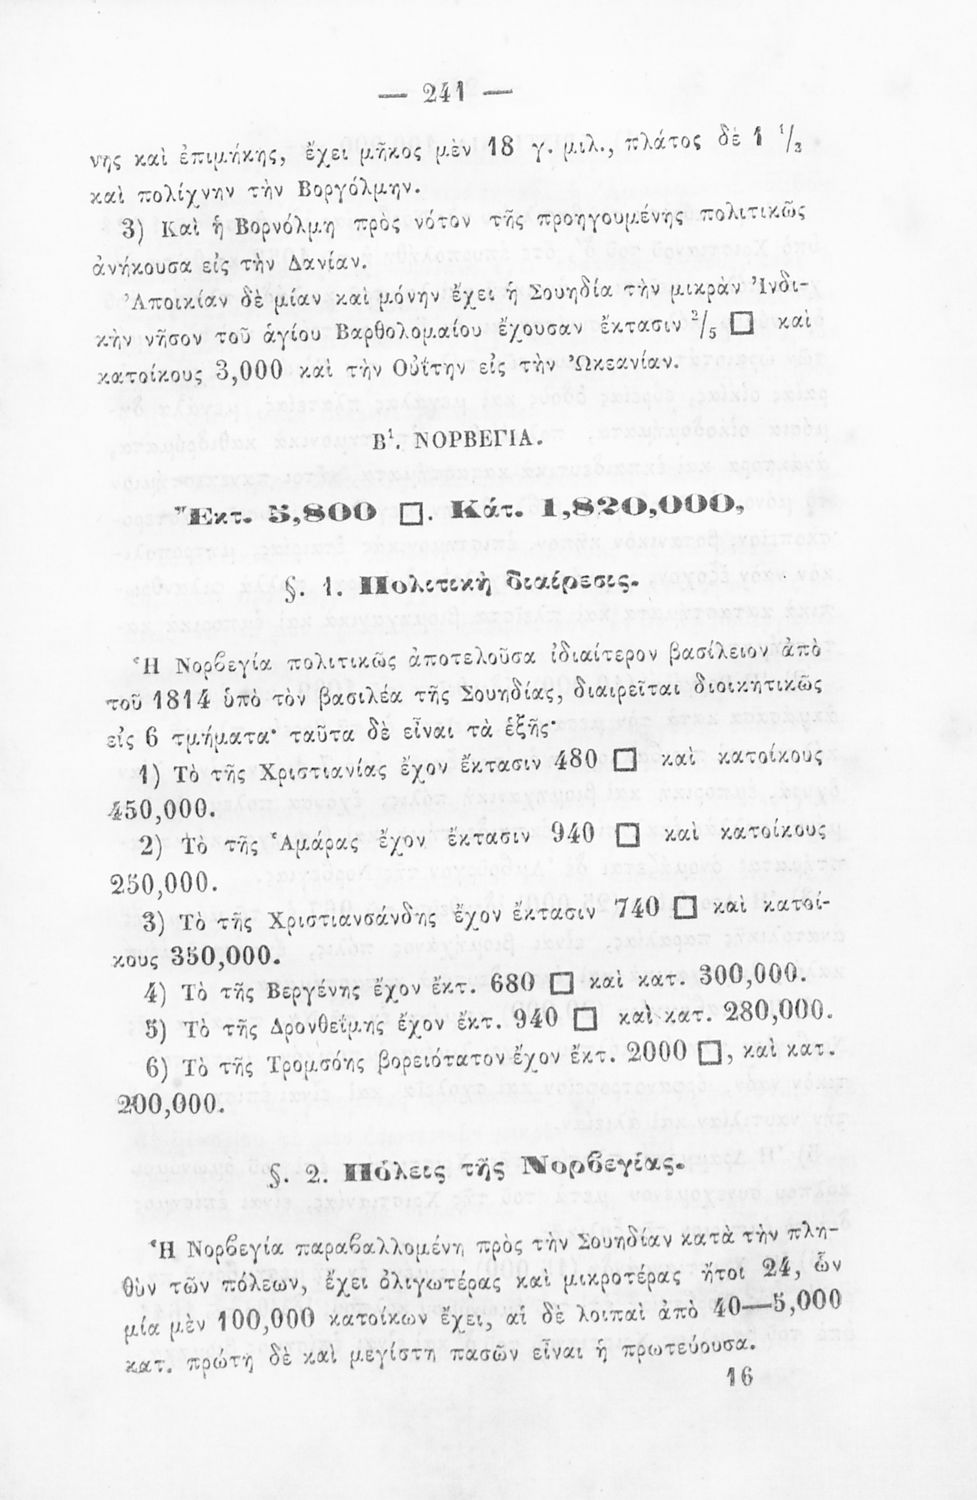 — 241 —
νης καὶ ἐπιμήκης, ἔχει μῆκος μὲν 18 γ. μιλ., πλάτος δὲ 1 ¹/₂
καὶ πολίχνην τὴν Βοργόλμην.
3) Καὶ ἡ Βορνόλμη πρὸς νότον τῆς προηγουμένης πολιτικῶς
ἀνήκουσα εἰς τὴν Δανίαν.
Ἀποικίαν δὲ μίαν καὶ μόνην ἔχει ἡ Σουηδία τὴν μικρὰν Ἰνδι-
κὴν νῆσον τοῦ ἁγίου Βαρθολομαίου ἔχουσαν ἔκτασιν ²/₅ □ καὶ
κατοίκους 3,000 καὶ τὴν Οὐΐτην εἰς τὴν Ὠκεανίαν.
Β¹. ΝΟΡΒΕΓΙΑ.
Ἔκτ. 5,800 □. Κάτ. 1,820,000,
§. 1. Πολιτικὴ διαίρεσις.
Ἡ Νορβεγία πολιτικῶς ἀποτελοῦσα ἰδιαίτερον βασίλειον ἀπὸ
τοῦ 1814 ὑπὸ τὸν βασιλέα τῆς Σουηδίας, διαιρεῖται διοικητικῶς
εἰς 6 τμήματα· ταῦτα δὲ εἶναι τὰ ἑξῆς·
1) Τὸ τῆς Χριστιανίας ἔχον ἔκτασιν 480 □ καὶ κατοίκους
450,000.
2) Τὸ τῆς Ἁμάρας ἔχον ἔκτασιν 940 □ καὶ κατοίκους
250,000.
3) Τὸ τῆς Χριστιανσάνδης ἔχον ἔκτασιν 740 □ καὶ κατοί-
κους 350,000.
4) Τὸ τῆς Βεργένης ἔχον ἔκτ. 680 □ καὶ κατ. 300,000.
5) Τὸ τῆς Δρονθεΐμης ἔχον ἔκτ. 940 □ καὶ κατ. 280,000.
6) Τὸ τῆς Τρομσόης βορειότατον ἔχον ἔκτ. 2000 □, καὶ κατ.
200,000.
§. 2. Πόλεις τῆς Νορβεγίας.
Ἡ Νορβεγία παραβαλλομένη πρὸς τὴν Σουηδίαν κατὰ τὴν πλη-
θὺν τῶν πόλεων, ἔχει ὀλιγωτέρας καὶ μικροτέρας ἤτοι 24, ὧν
μία μὲν 100,000 κατοίκων ἔχει, αἱ δὲ λοιπαὶ ἀπὸ 40—5,000
κατ. πρώτη δὲ καὶ μεγίστη πασῶν εἶναι ἡ πρωτεύουσα.
16